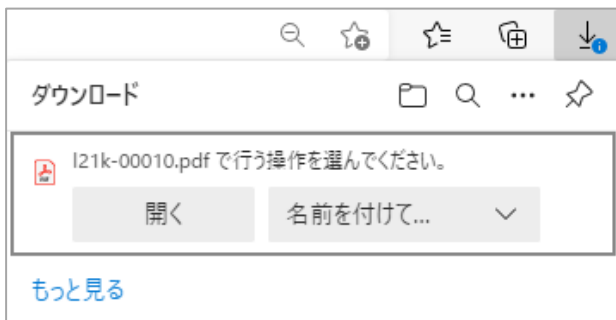 ダウンロード
l21k-00010.pdf で行う操作を選んでください。
開く
名前を付けて...
もっと見る